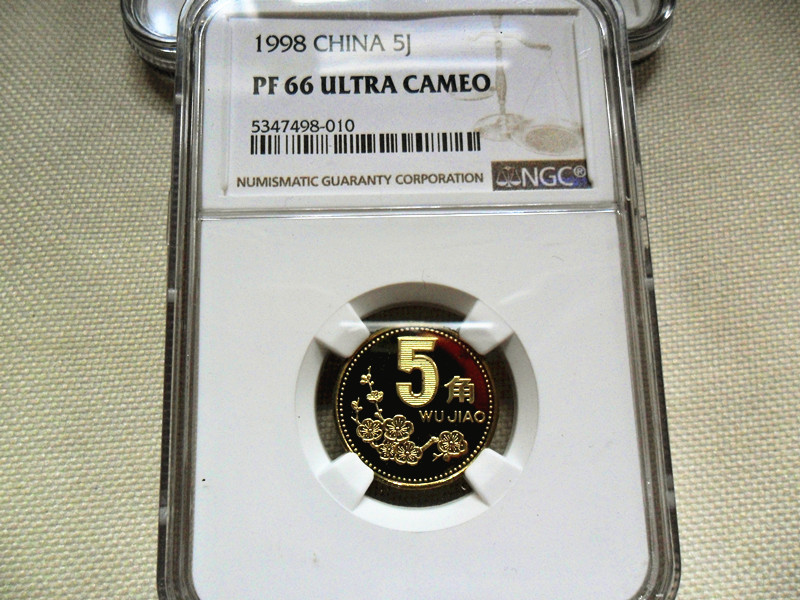 1998 CHINA 5J
PF 66 ULTRA CAMEO
5347498-010
NUMISMATIC GUARANTY CORPORATION NGC®
5角
WU JIAO